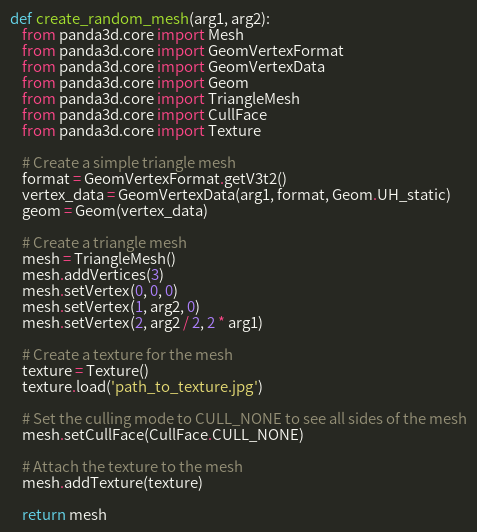 def create_random_mesh(arg1, arg2):
    from panda3d.core import Mesh
    from panda3d.core import GeomVertexFormat
    from panda3d.core import GeomVertexData
    from panda3d.core import Geom
    from panda3d.core import TriangleMesh
    from panda3d.core import CullFace
    from panda3d.core import Texture

    # Create a simple triangle mesh
    format = GeomVertexFormat.getV3t2()
    vertex_data = GeomVertexData(arg1, format, Geom.UH_static)
    geom = Geom(vertex_data)

    # Create a triangle mesh
    mesh = TriangleMesh()
    mesh.addVertices(3)
    mesh.setVertex(0, 0, 0)
    mesh.setVertex(1, arg2, 0)
    mesh.setVertex(2, arg2 / 2, 2 * arg1)

    # Create a texture for the mesh
    texture = Texture()
    texture.load('path_to_texture.jpg')

    # Set the culling mode to CULL_NONE to see all sides of the mesh
    mesh.setCullFace(CullFace.CULL_NONE)

    # Attach the texture to the mesh
    mesh.addTexture(texture)

    return mesh